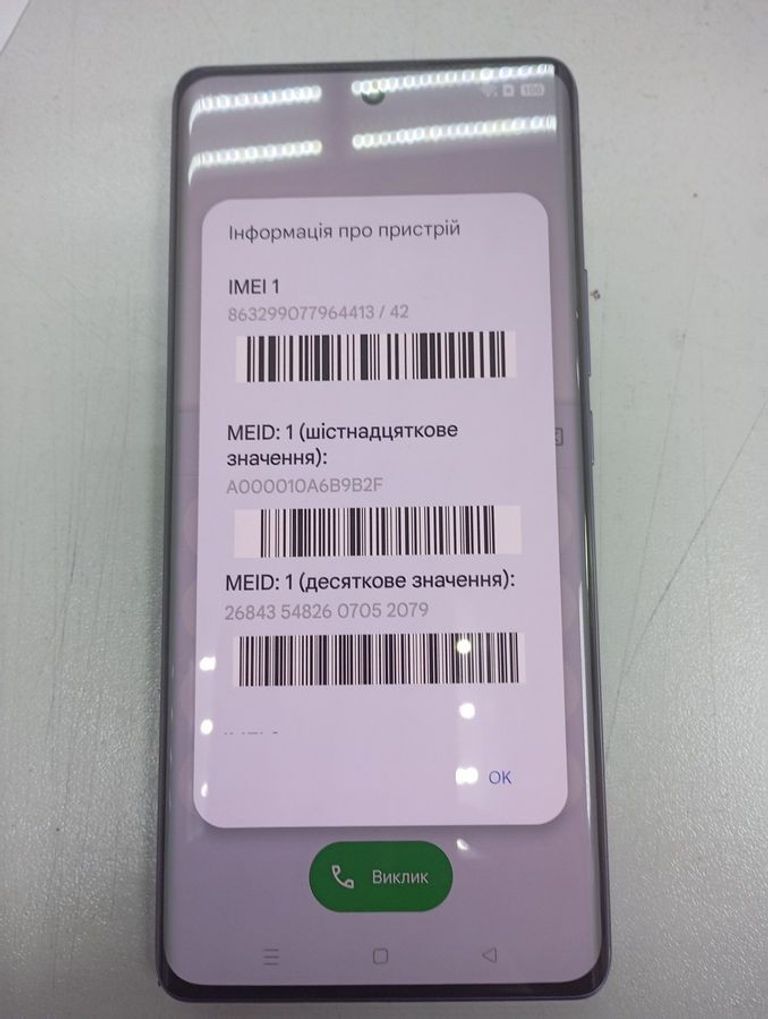 100
Інформація про пристрій
IMEI 1
863299077964413 / 42
MEID: 1 (шістнадцяткове
значення):
A000010A6B9B2F
MEID: 1 (десяткове значення):
26843 54826 0705 2079
OK
Виклик